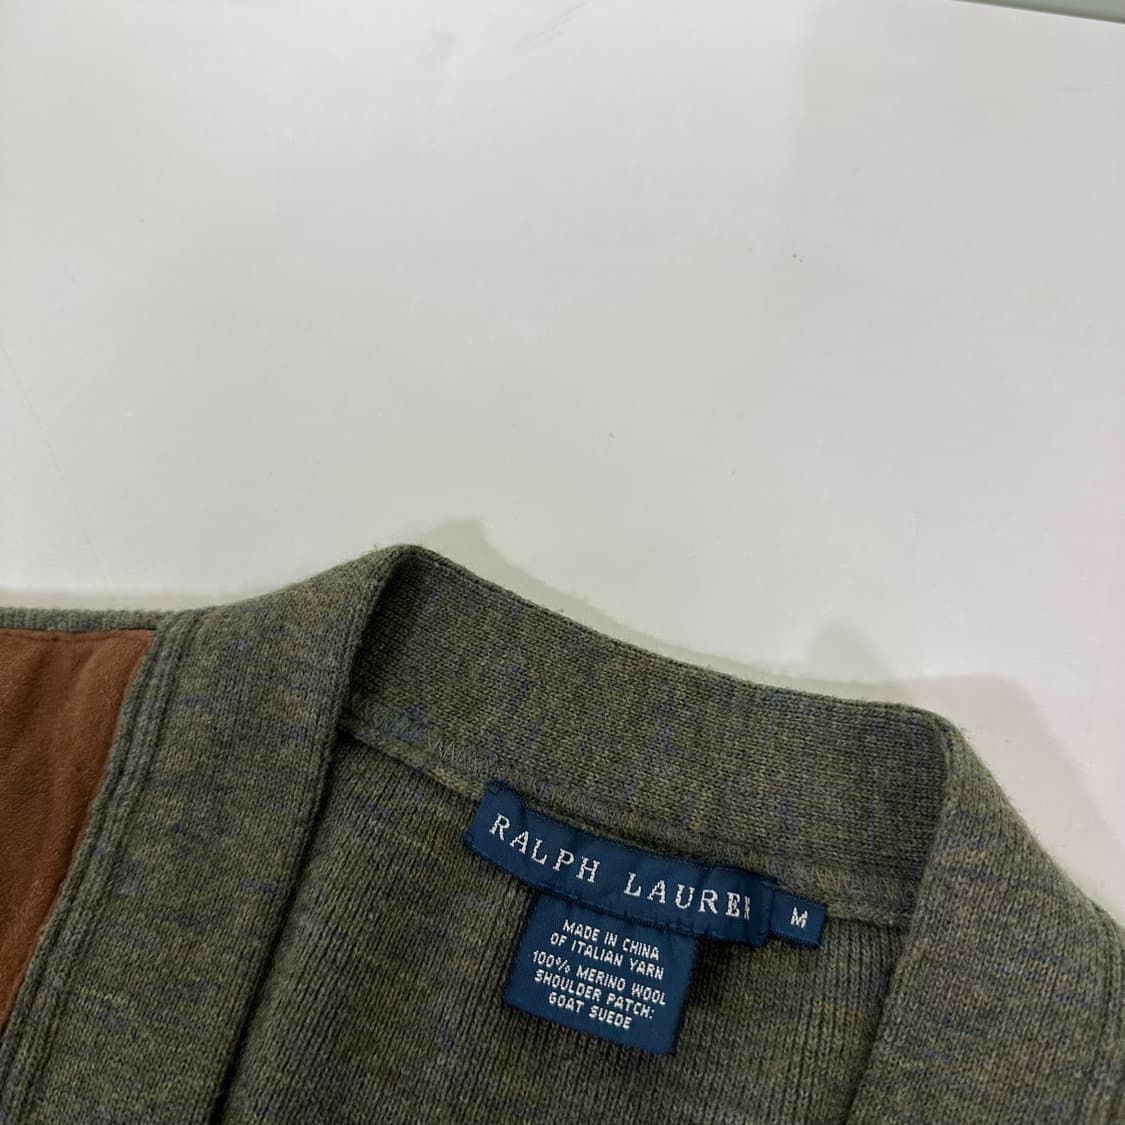 RALPH LAUREN
M
MADE IN CHINA
OF ITALIAN YARN
100% MERINO WOOL
SHOULDER PATCH:
GOAT SUEDE